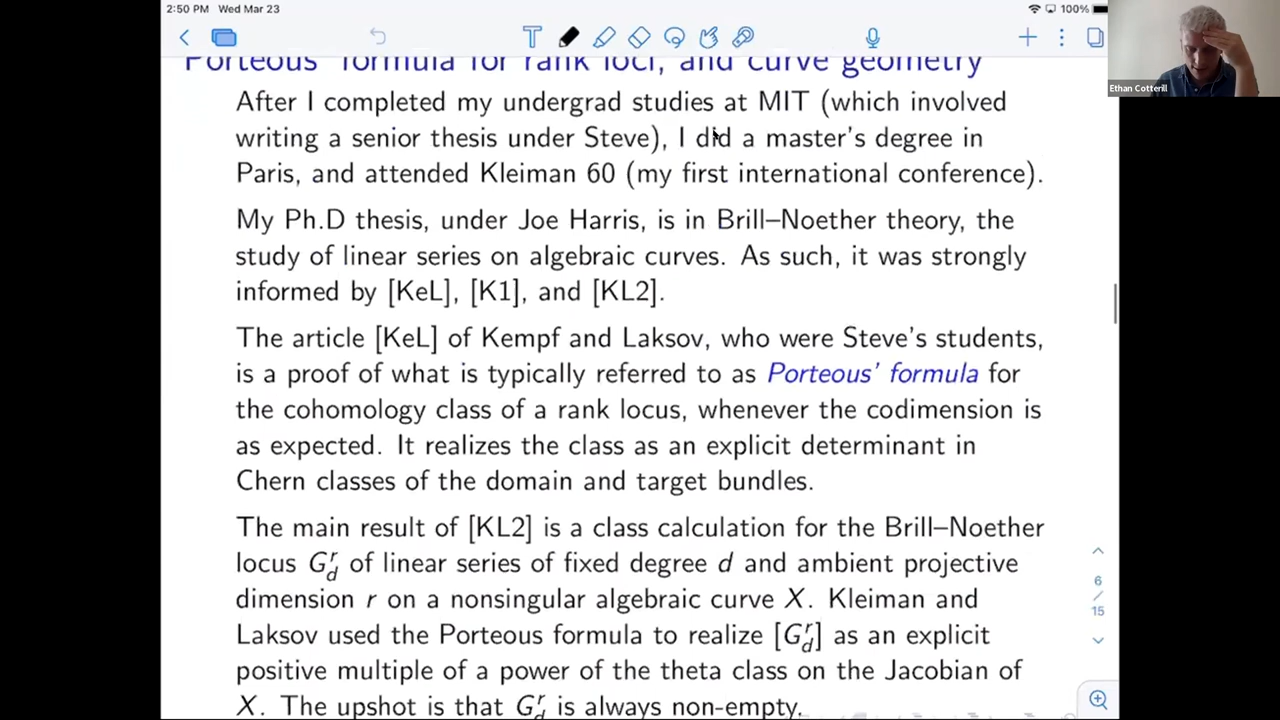 2:50 PM Wed Mar 23
100%
Porteous' formula for rank loci, and curve geometry
After I completed my undergrad studies at MIT (which involved
writing a senior thesis under Steve), I did a master's degree in
Paris, and attended Kleiman 60 (my first international conference).
My Ph.D thesis, under Joe Harris, is in Brill–Noether theory, the
study of linear series on algebraic curves. As such, it was strongly
informed by [KeL], [K1], and [KL2].
The article [KeL] of Kempf and Laksov, who were Steve's students,
is a proof of what is typically referred to as Porteous' formula for
the cohomology class of a rank locus, whenever the codimension is
as expected. It realizes the class as an explicit determinant in
Chern classes of the domain and target bundles.
The main result of [KL2] is a class calculation for the Brill–Noether
locus G^r_d of linear series of fixed degree d and ambient projective
dimension r on a nonsingular algebraic curve X. Kleiman and
Laksov used the Porteous formula to realize [G^r_d] as an explicit
positive multiple of a power of the theta class on the Jacobian of
X. The upshot is that G^r_d is always non-empty.
6
/
15
Ethan Cotterill